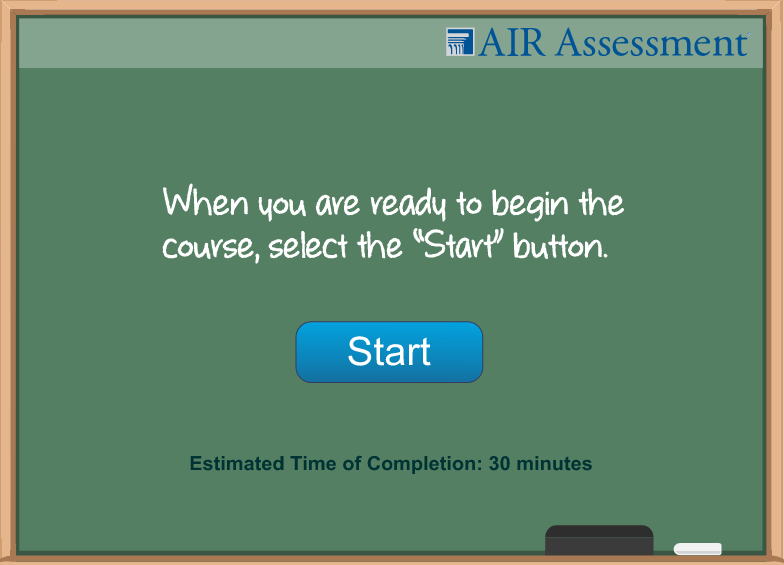 AIR Assessment
When you are ready to begin the
course, select the “Start” button.
Start
Estimated Time of Completion: 30 minutes